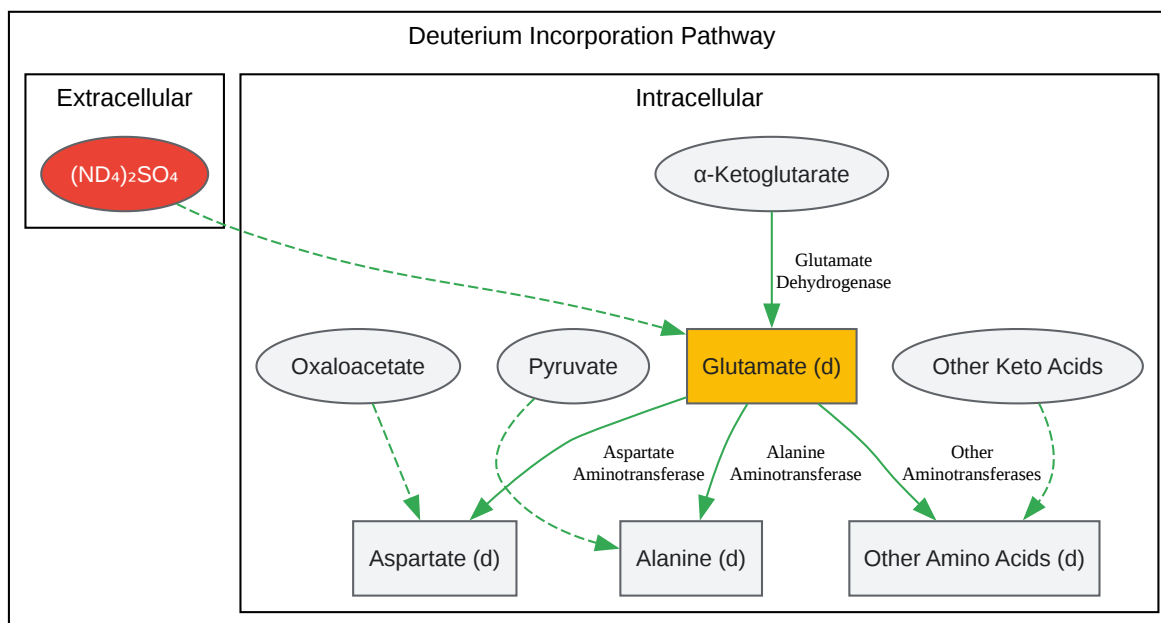 Deuterium Incorporation Pathway
Extracellular
Intracellular
(ND₄)₂SO₄
α-Ketoglutarate
Glutamate
Dehydrogenase
Oxaloacetate
Pyruvate
Glutamate (d)
Other Keto Acids
Aspartate
Aminotransferase
Alanine
Aminotransferase
Other
Aminotransferases
Aspartate (d)
Alanine (d)
Other Amino Acids (d)